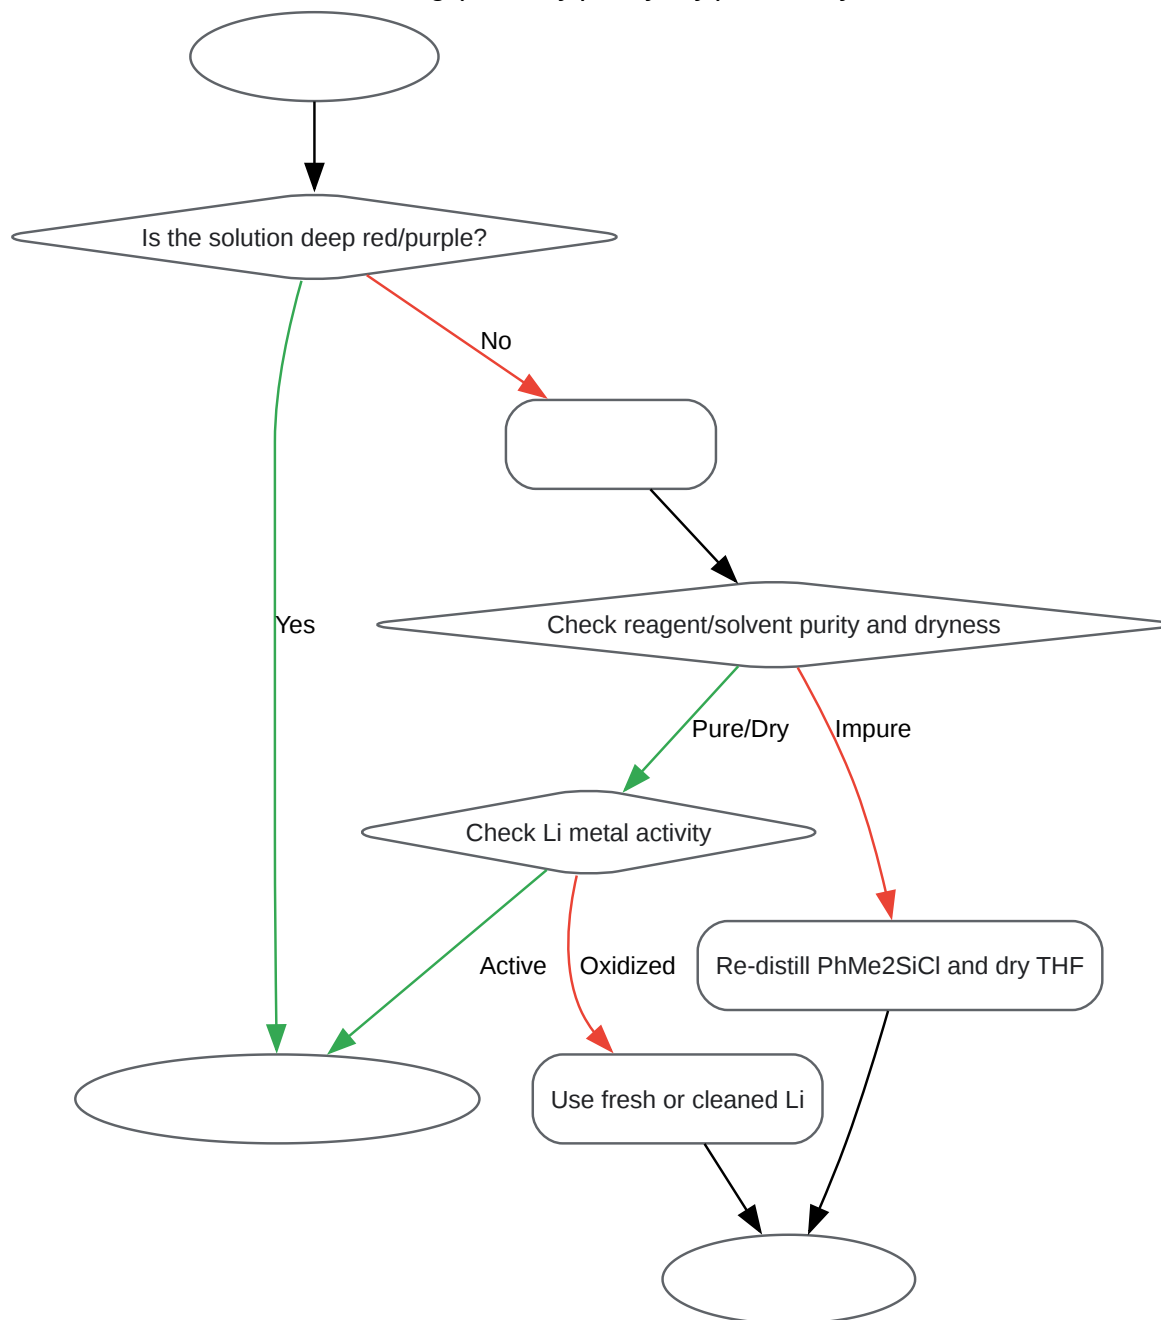 Is the solution deep red/purple?
No
Yes
Check reagent/solvent purity and dryness
Pure/Dry
Impure
Check Li metal activity
Active
Oxidized
Re-distill PhMe2SiCl and dry THF
Use fresh or cleaned Li